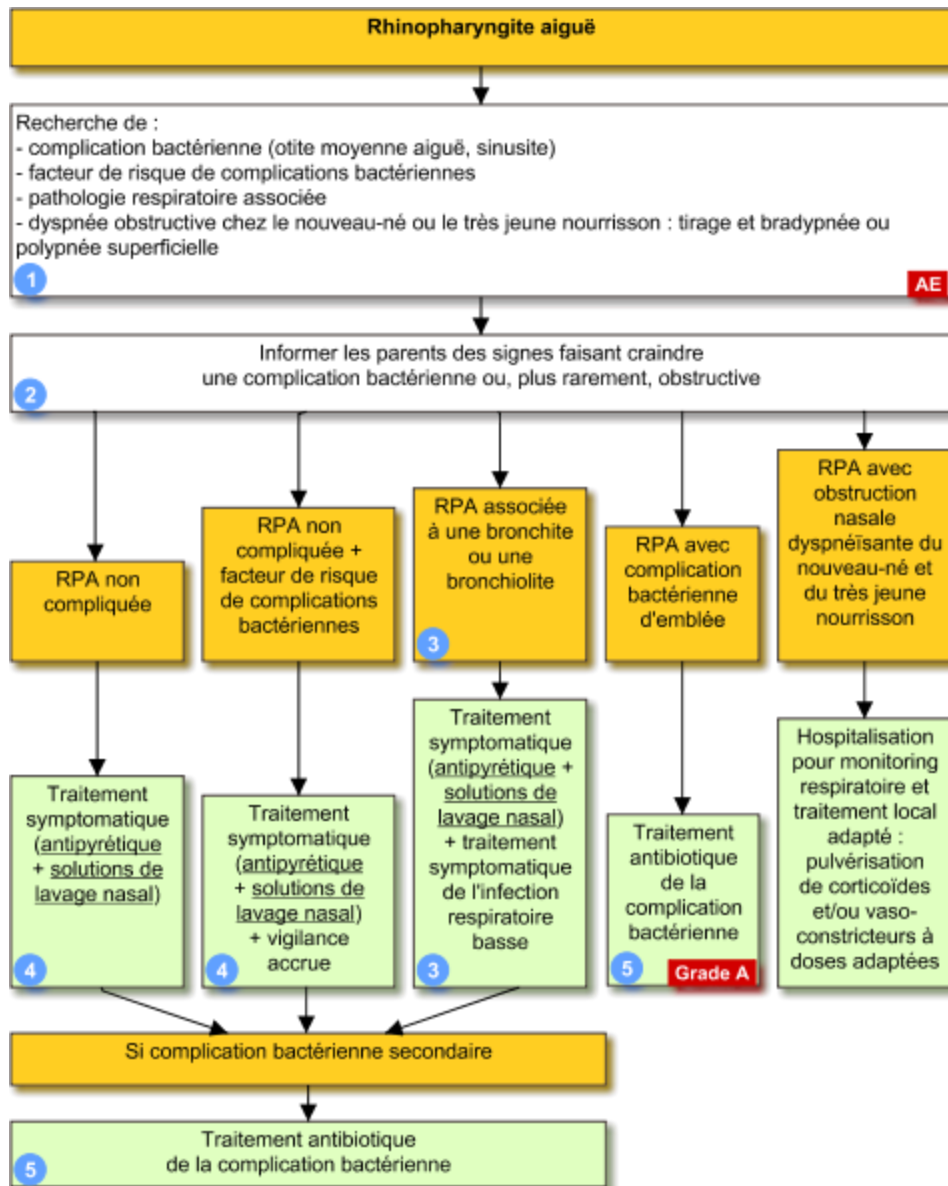 Rhinopharyngite aiguë
Recherche de :
- complication bactérienne (otite moyenne aiguë, sinusite)
- facteur de risque de complications bactériennes
- pathologie respiratoire associée
- dyspnée obstructive chez le nouveau-né ou le très jeune nourrisson : tirage et bradypnée ou
polypnée superficielle
1
AE
Informer les parents des signes faisant craindre
une complication bactérienne ou, plus rarement, obstructive
2
RPA non
compliquée
RPA non
compliquée +
facteur de risque
de complications
bactériennes
RPA associée
à une bronchite
ou une
bronchiolite
3
RPA avec
complication
bactérienne
d'emblée
RPA avec
obstruction
nasale
dyspnéïsante du
nouveau-né et
du très jeune
nourrisson
Traitement
symptomatique
(antipyrétique
+ solutions de
lavage nasal)
4
Traitement
symptomatique
(antipyrétique
+ solutions de
lavage nasal)
+ vigilance
accrue
4
Traitement
symptomatique
(antipyrétique +
solutions de
lavage nasal)
+ traitement
symptomatique
de l'infection
respiratoire
basse
3
Traitement
antibiotique
de la
complication
bactérienne
5
Grade A
Hospitalisation
pour monitoring
respiratoire et
traitement local
adapté :
pulvérisation
de corticoïdes
et/ou vaso-
constricteurs à
doses adaptées
Si complication bactérienne secondaire
Traitement antibiotique
de la complication bactérienne
5